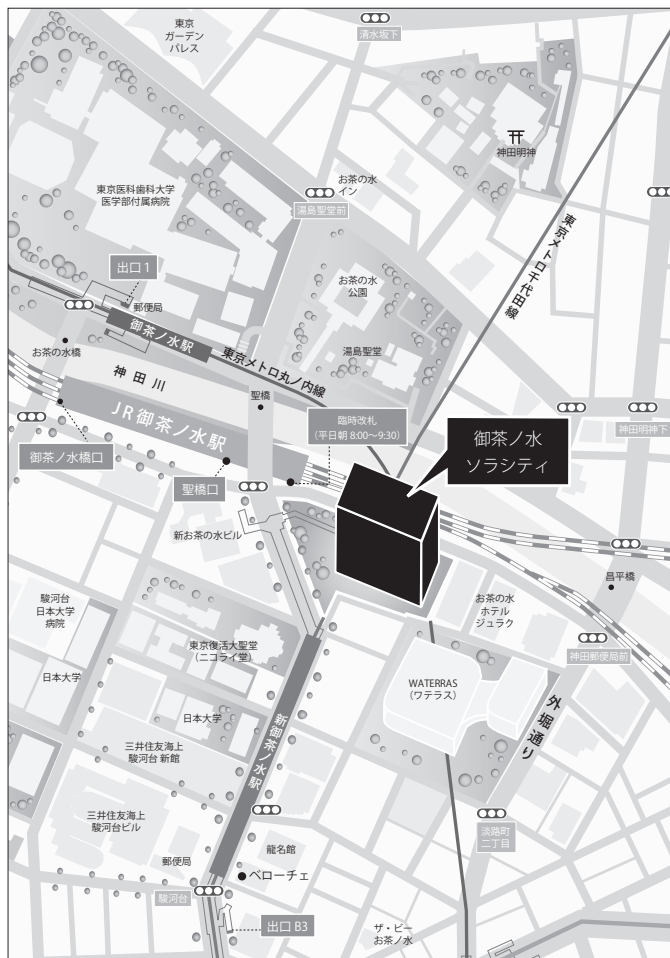 東京
ガーデン
パレス
清水坂下
神田明神
東京医科歯科大学
医学部付属病院
お茶の水
イン
湯島聖堂前
東京メトロ千代田線
出口1
お茶の水
公園
郵便局
御茶ノ水駅
お茶の水橋
湯島聖堂
東京メトロ丸ノ内線
神田川
聖橋
臨時改札
(平日朝 8:00〜9:30)
JR御茶ノ水駅
御茶ノ水
ソラシティ
神田明神下
御茶ノ水橋口
聖橋口
新お茶の水ビル
昌平橋
駿河台
日本大学
病院
お茶の水
ホテル
ジュラク
東京復活大聖堂
(ニコライ堂)
神田郵便局前
日本大学
WATERRAS
(ワテラス)
日本大学
新御茶ノ水駅
外堀通り
三井住友海上
駿河台 新館
三井住友海上
駿河台ビル
淡路町
二丁目
郵便局
龍名館
ベローチェ
駿河台
出口 B3
ザ・ビー
お茶ノ水